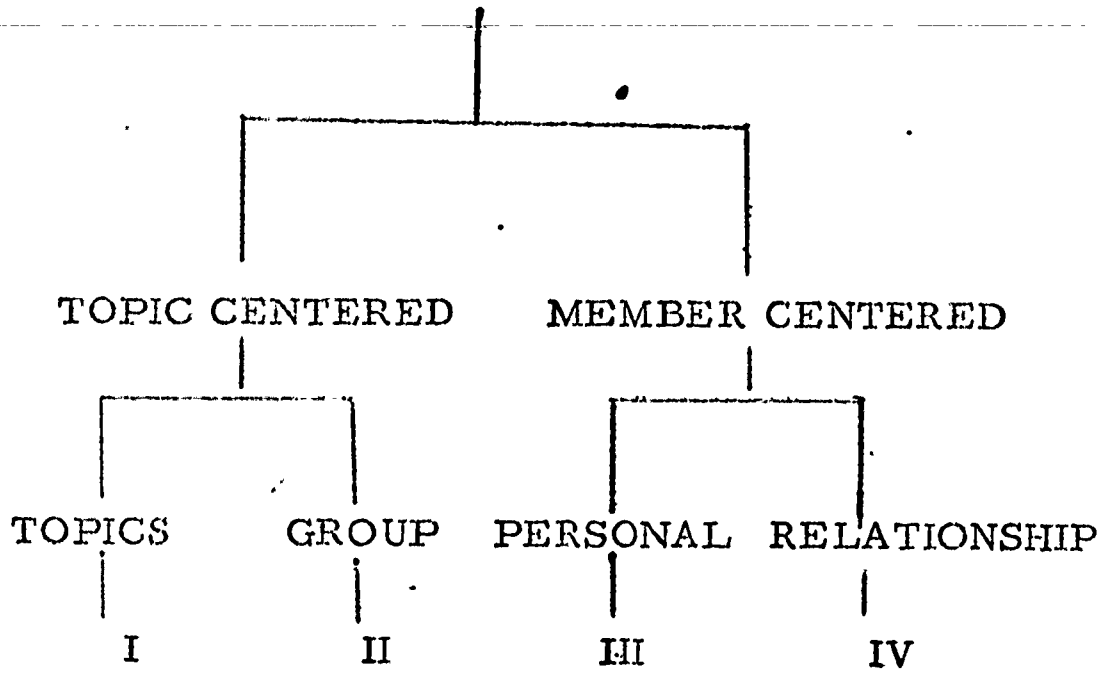 TOPIC CENTERED MEMBER CENTERED
TOPICS GROUP PERSONAL RELATIONSHIP
I II III IV